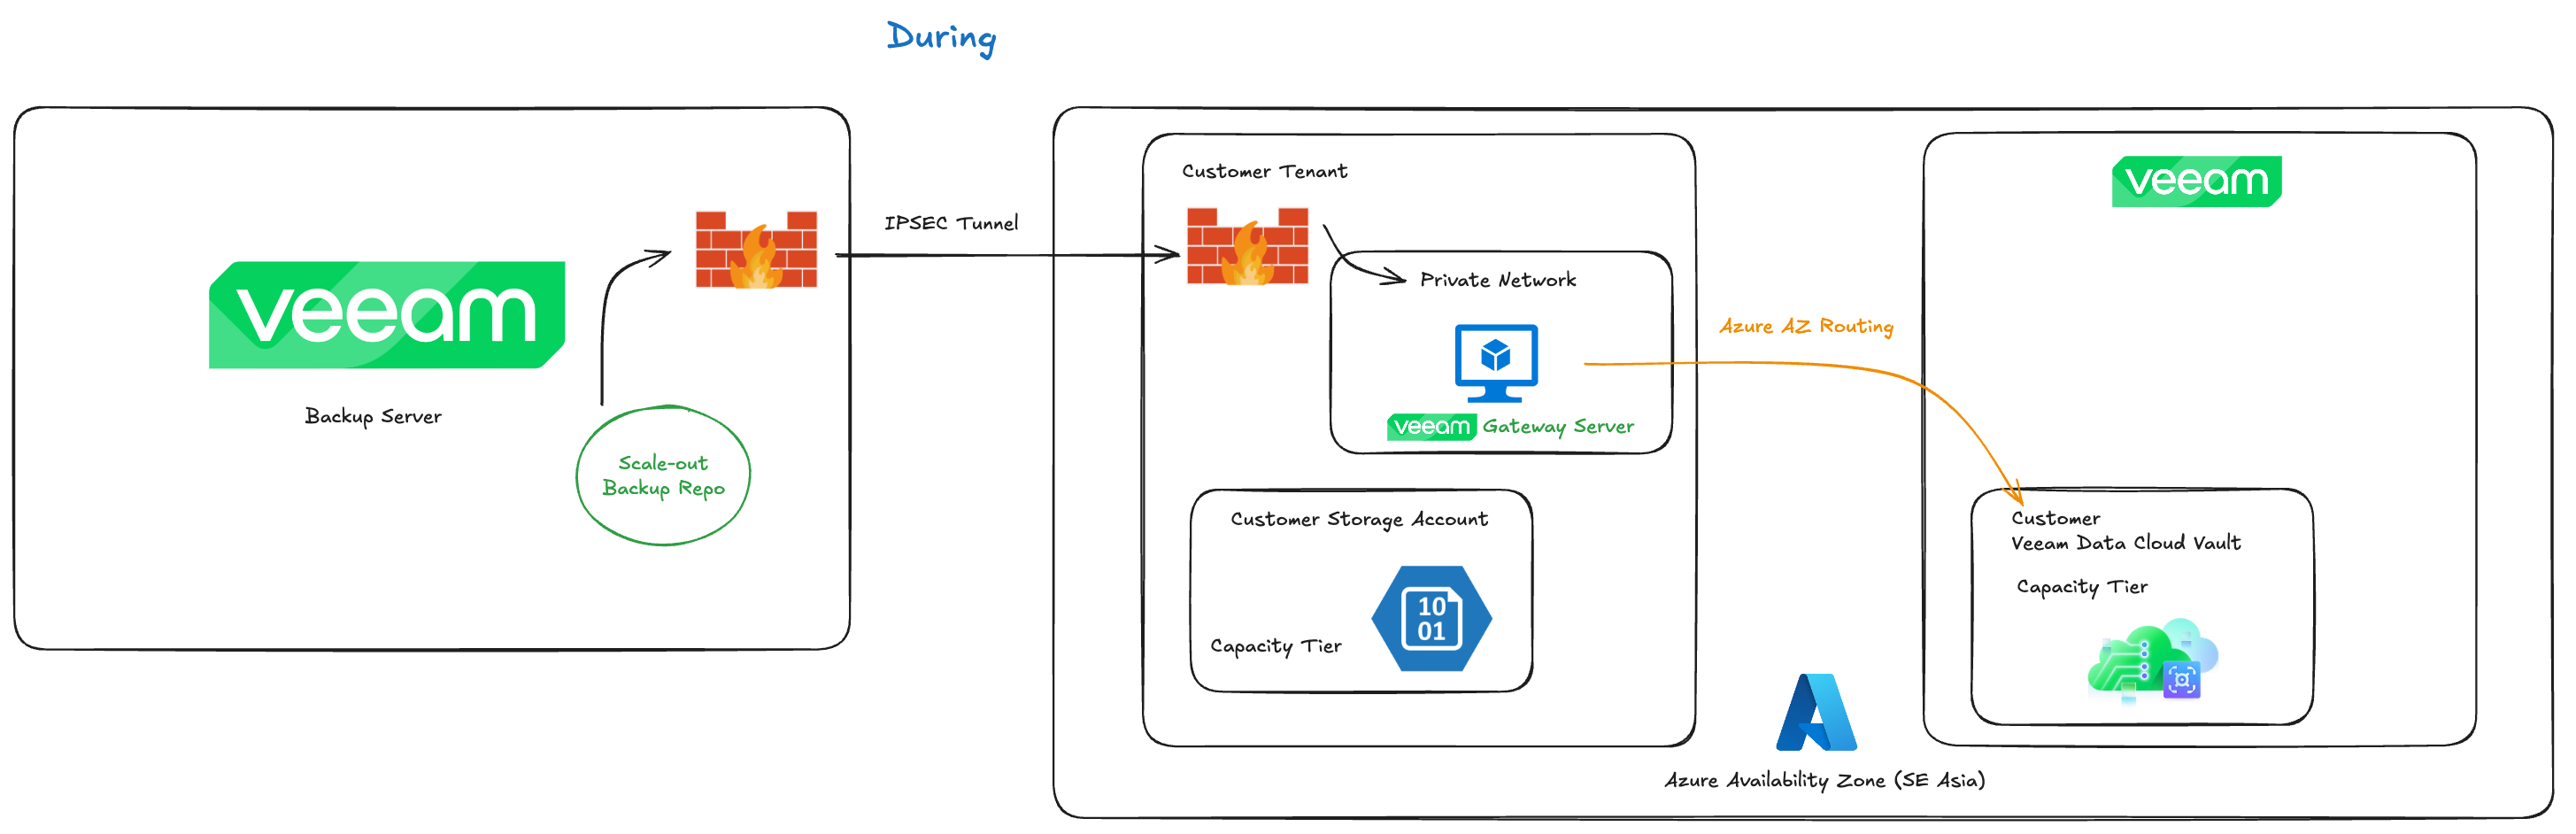 During
veeam
Backup Server
Scale-out
Backup Repo
IPSEC Tunnel
Customer Tenant
Private Network
veeam Gateway Server
Customer Storage Account
Capacity Tier
10
01
Azure AZ Routing
veeam
Customer
Veeam Data Cloud Vault
Capacity Tier
Azure Availability Zone (SE Asia)